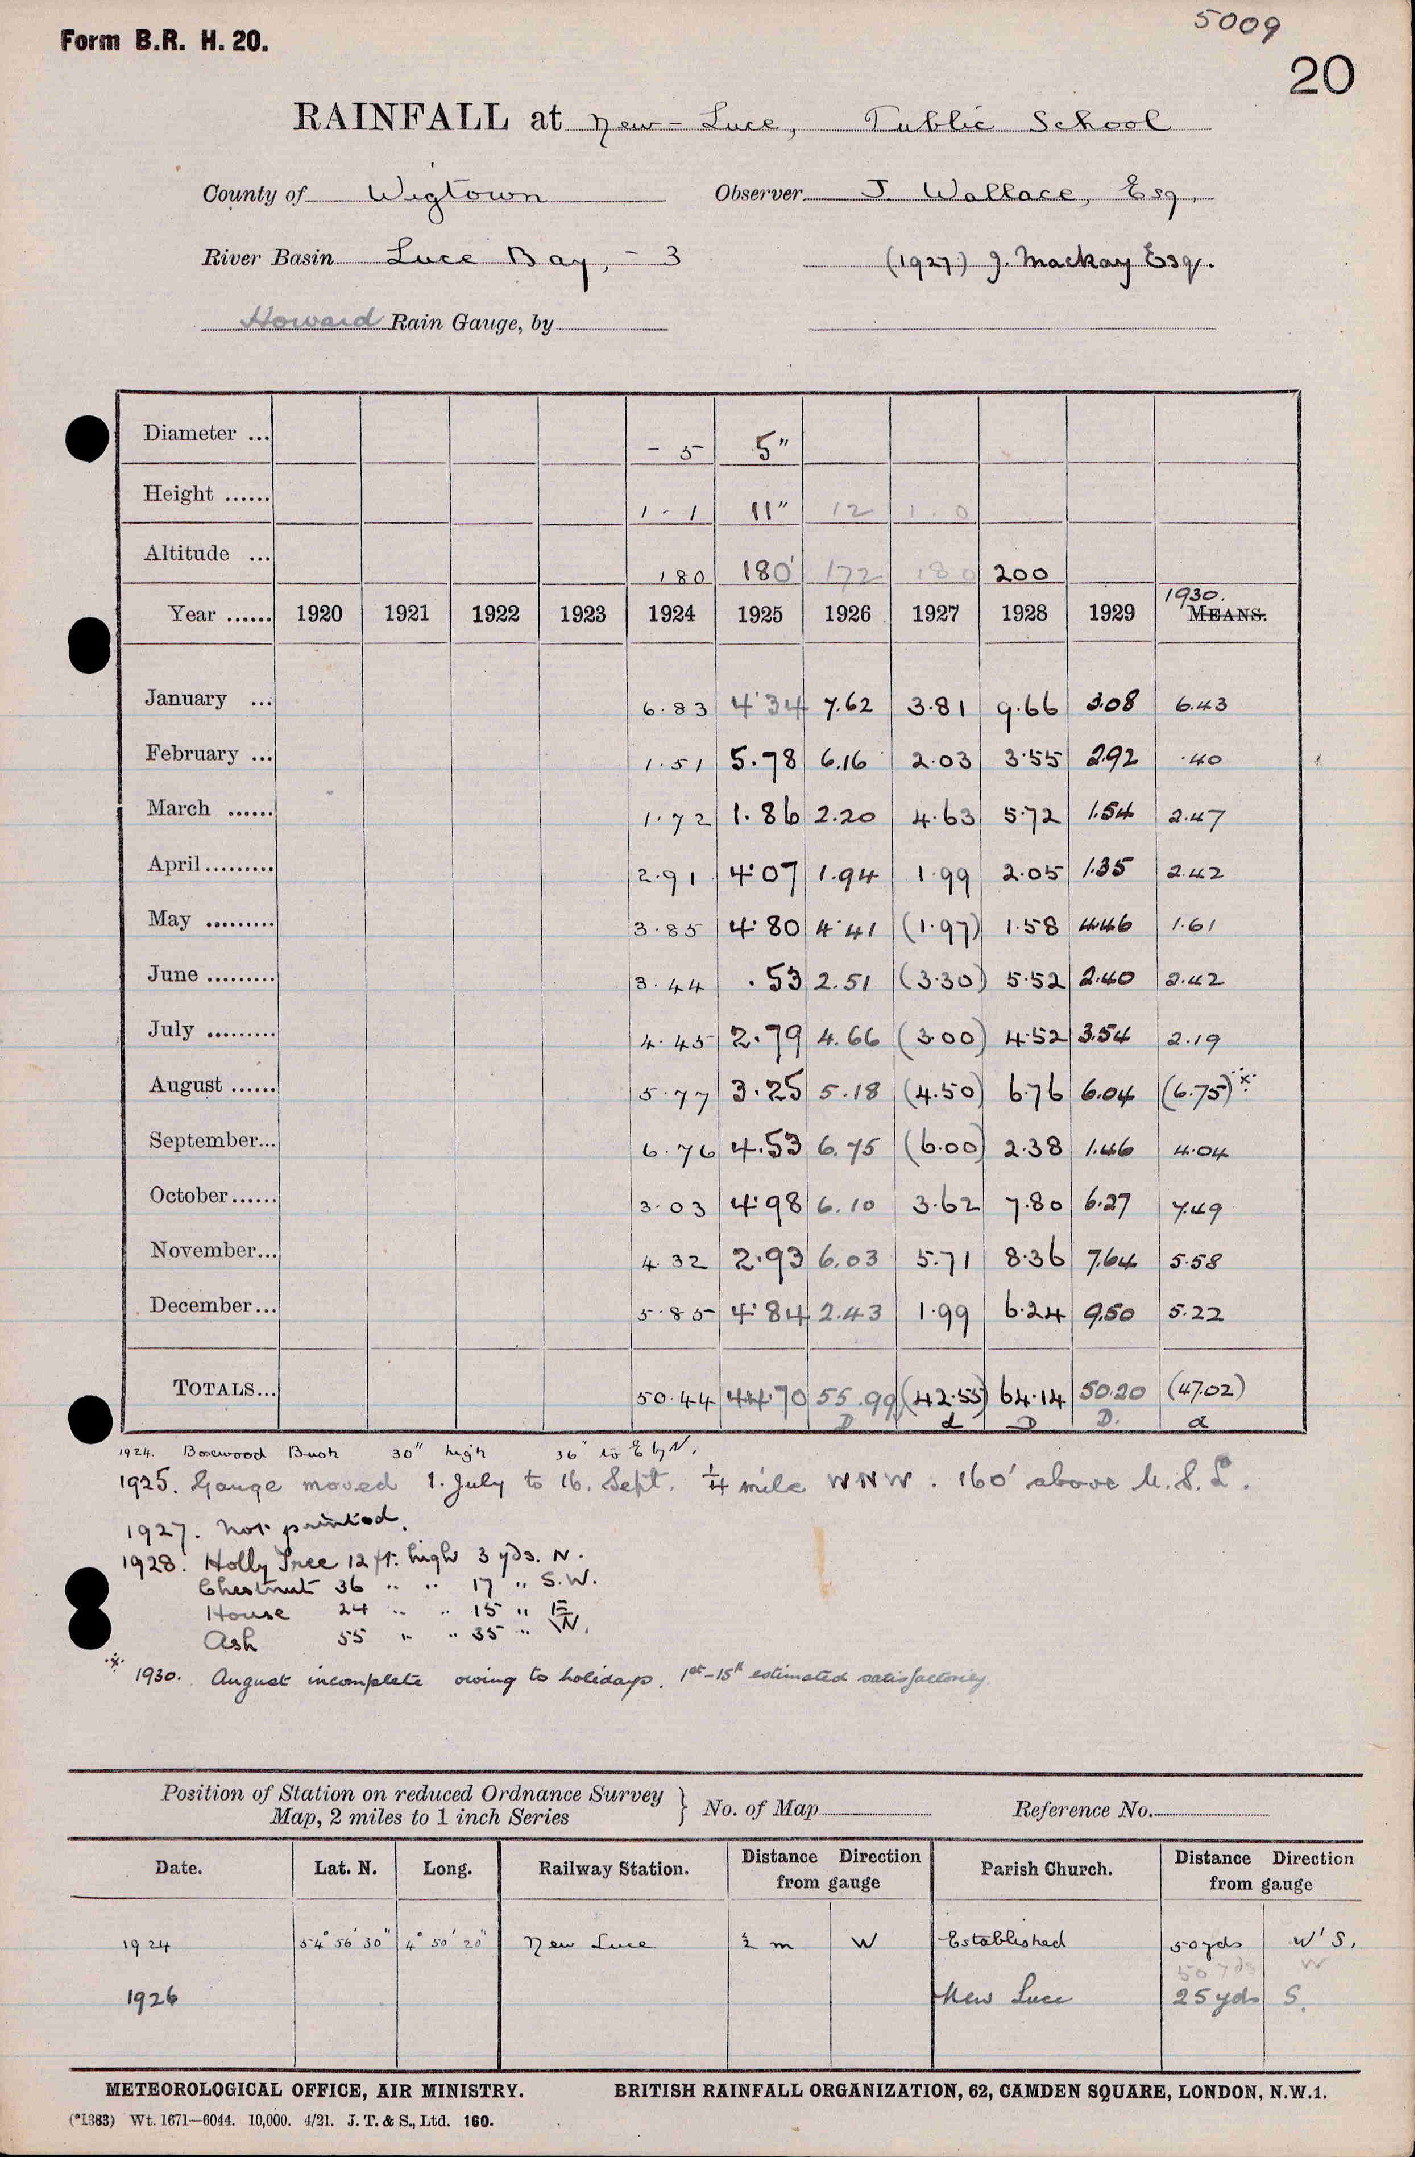 5009
Form B.R. H. 20.
20
RAINFALL at New-Luce, Public School
County of Wigtown Observer J. Wallace, Esq.
River Basin Luce Bay, - 3 (1927) J. Mackay Esq.
Howard Rain Gauge, by
Diameter ... - 5 5"
Height ...... 1 - 1 11" 12 1. 0
Altitude ... 180 180' 172 180 200
Year ...... 1920 1921 1922 1923 1924 1925 1926 1927 1928 1929 1930. MEANS.
January ... 6.83 4.34 7.62 3.81 9.66 3.08 6.43
February ... 1.51 5.78 6.16 2.03 3.55 2.92 .40
March ...... 1.72 1.86 2.20 4.63 5.72 1.54 2.47
April ......... 2.91 4.07 1.94 1.99 2.05 1.35 2.42
May ......... 3.85 4.80 4.41 (1.97) 1.58 4.46 1.61
June ......... 3.44 .53 2.51 (3.30) 5.52 2.40 2.42
July ......... 4.45 2.79 4.66 (3.00) 4.52 3.54 2.19
August ...... 5.77 3.25 5.18 (4.50) 6.76 6.04 (6.75)*
September... 6.76 4.53 6.75 (6.00) 2.38 1.46 4.04
October ...... 3.03 4.98 6.10 3.62 7.80 6.27 7.49
November... 4.32 2.93 6.03 5.71 8.36 7.64 5.58
December ... 5.85 4.84 2.43 1.99 6.24 9.50 5.22
TOTALS... 50.44 44.70 55.99 (42.55) 64.14 50.20 (47.02)
D d D D. d
1924. Boxwood Bush 30" high 36' to E by N.
1925. Gauge moved 1. July to 16. Sept. 1/4 mile WNW. 160' above M.S.L.
1927. Not printed.
1928. Holly Tree 12 ft. high 3 yds. N.
Chestnut 36 " " 17 " S.W.
House 24 " " 15 " E
Ash 55 " " 35 " W.
* 1930. August incomplete owing to holidays. 1st-15th estimated satisfactorily.
Position of Station on reduced Ordnance Survey Map, 2 miles to 1 inch Series } No. of Map Reference No.
Date. Lat. N. Long. Railway Station. Distance Direction from gauge Parish Church. Distance Direction from gauge
1924 54° 56' 30" 4° 50' 20" New Luce ½ m W Established 50 yds W'S.
50 yds W
1926 New Luce 25 yds S.
METEOROLOGICAL OFFICE, AIR MINISTRY. BRITISH RAINFALL ORGANIZATION, 62, CAMDEN SQUARE, LONDON, N.W.1.
(*1383) Wt. 1671—6044. 10,000. 4/21. J. T. & S., Ltd. 160.